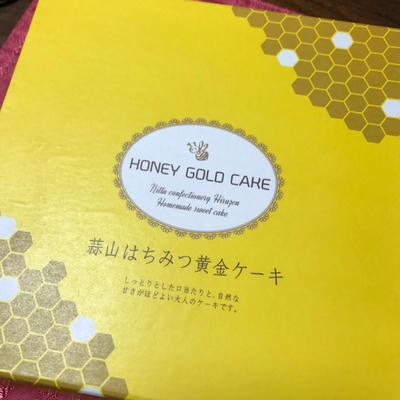 HONEY GOLD CAKE
Nitta confectionery Hiruzen
Homemade sweet cake
蒜山はちみつ黄金ケーキ
しっとりとした口当たりと、自然な
甘さがほどよい大人のケーキです。